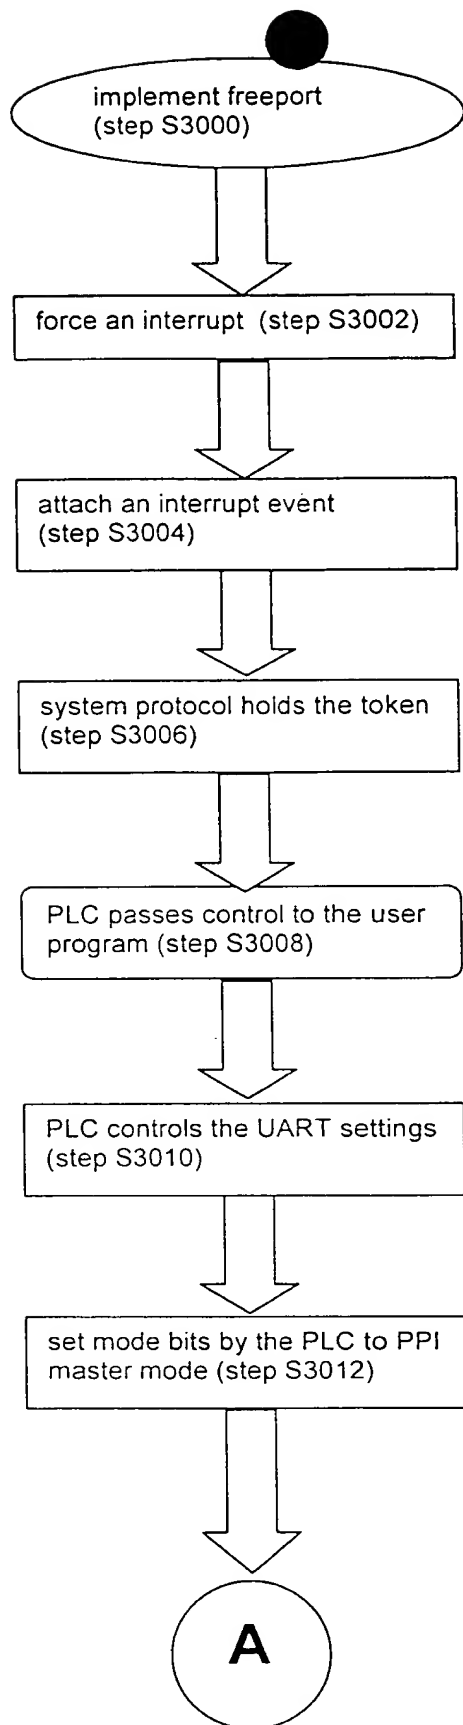 implement freeport
(step S3000)
force an interrupt (step S3002)
attach an interrupt event
(step S3004)
system protocol holds the token
(step S3006)
PLC passes control to the user
program (step S3008)
PLC controls the UART settings
(step S3010)
set mode bits by the PLC to PPI
master mode (step S3012)
A